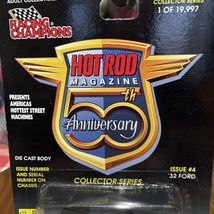 ADULT COLLECTIBLE
COLLECTOR SERIES
RACING
CHAMPIONS
1 OF 19,997
HOT ROD
MAGAZINE
50th
Anniversary
PRESENTS
AMERICAS
HOTTEST STREET
MACHINES
DIE CAST BODY
ISSUE NUMBER
AND SERIAL
NUMBER ON
CHASSIS
ISSUE #4
'32 FORD
COLLECTOR SERIES